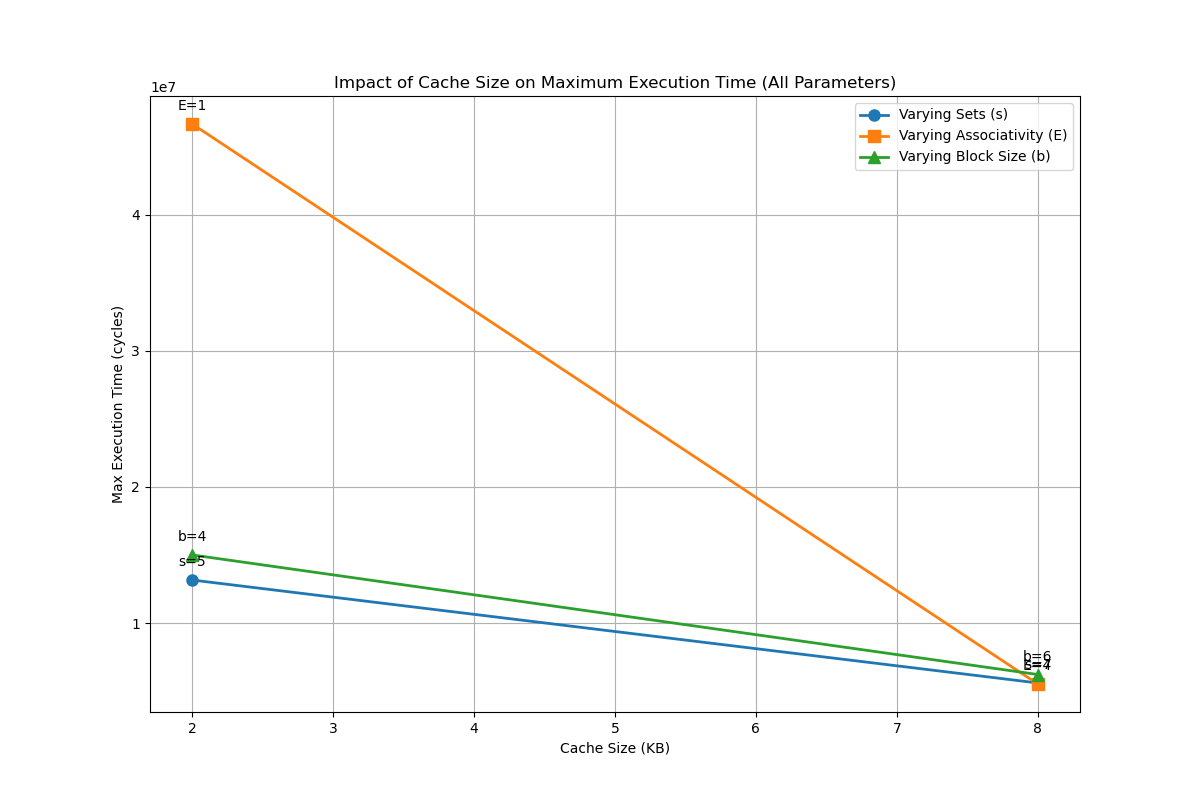 Impact of Cache Size on Maximum Execution Time (All Parameters)
1e7
E=1
Varying Sets (s)
Varying Associativity (E)
Varying Block Size (b)
4
3
2
1
Max Execution Time (cycles)
b=4
s=5
b=6
E=4
2
3
4
5
6
7
8
Cache Size (KB)